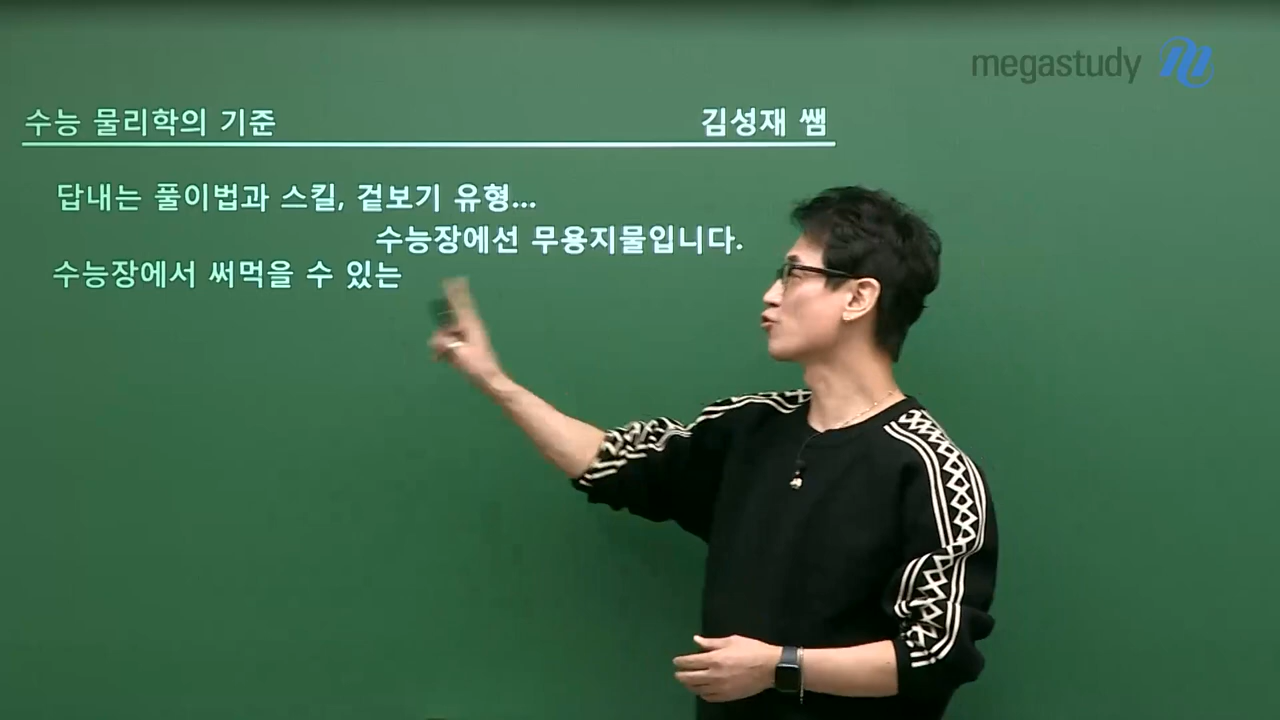 megastudy
수능 물리학의 기준 김성재 쌤
답내는 풀이법과 스킬, 겉보기 유형...
수능장에선 무용지물입니다.
수능장에서 써먹을 수 있는